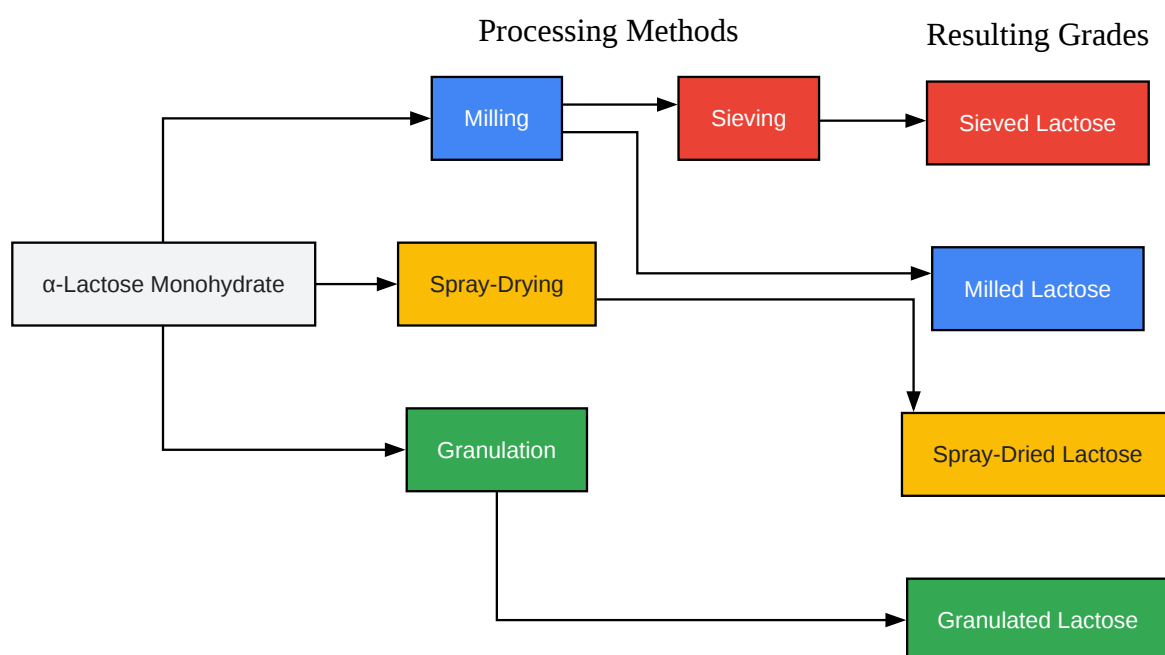 Processing Methods
Resulting Grades
Milling
Sieving
Sieved Lactose
α-Lactose Monohydrate
Spray-Drying
Milled Lactose
Granulation
Spray-Dried Lactose
Granulated Lactose